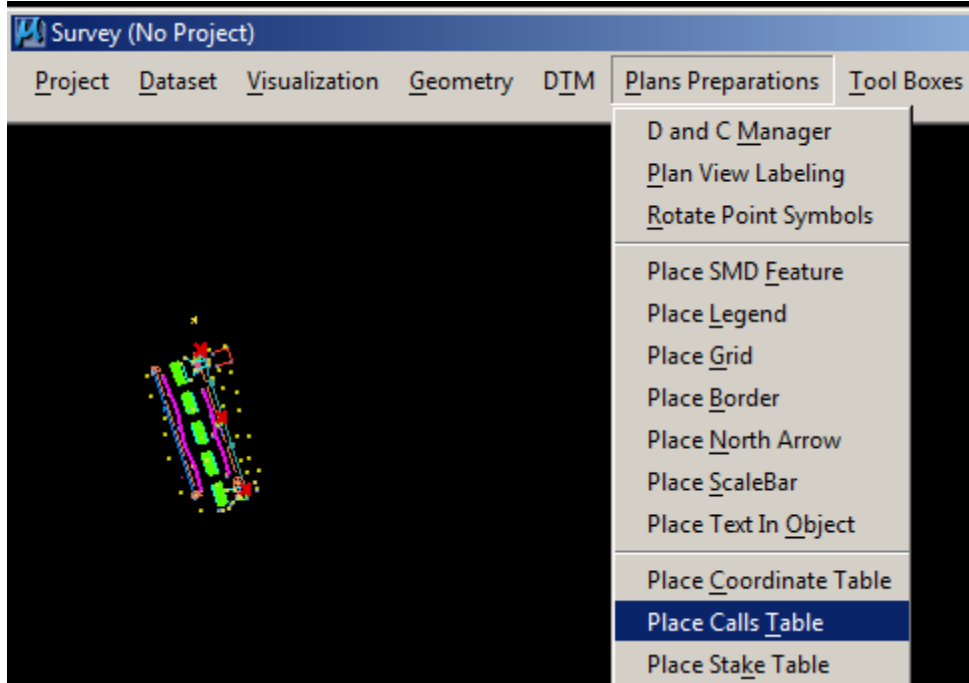 Survey (No Project)
Project Dataset Visualization Geometry DTM Plans Preparations Tool Boxes
D and C Manager
Plan View Labeling
Rotate Point Symbols
Place SMD Feature
Place Legend
Place Grid
Place Border
Place North Arrow
Place ScaleBar
Place Text In Object
Place Coordinate Table
Place Calls Table
Place Stake Table